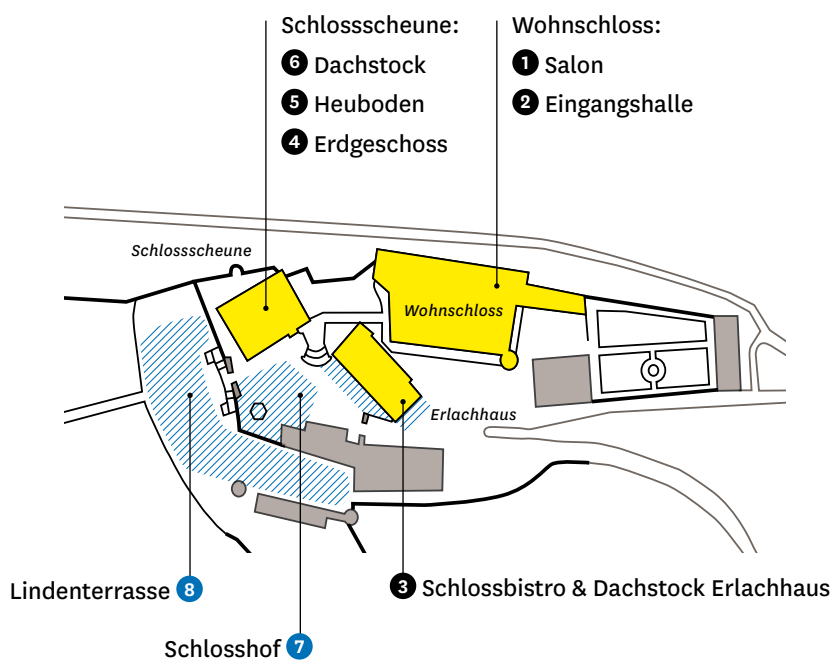 Schlossscheune:
6 Dachstock
5 Heuboden
4 Erdgeschoss
Wohnschloss:
1 Salon
2 Eingangshalle
Schlossscheune
Wohnschloss
Erlachhaus
Lindenterrasse 8
3 Schlossbistro & Dachstock Erlachhaus
Schlosshof 7